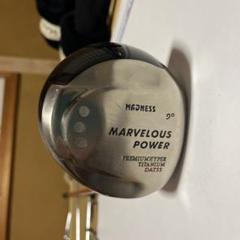 MADNESS
9°
MARVELOUS
POWER
PREMIUM HYPER
TITANIUM
DAT55